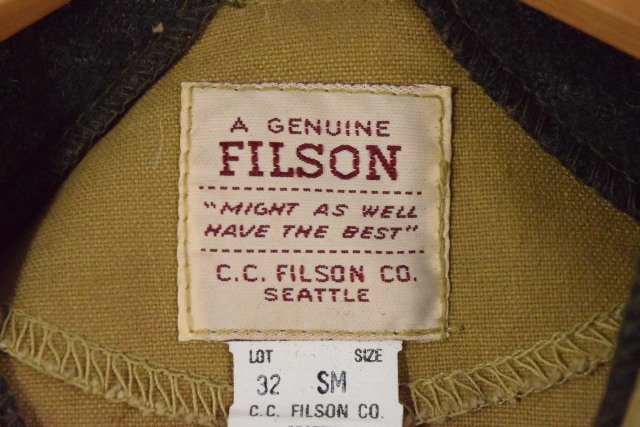 A GENUINE
FILSON
"MIGHT AS WELL
HAVE THE BEST"
C.C. FILSON CO.
SEATTLE
LOT SIZE
32 SM
C.C. FILSON CO.